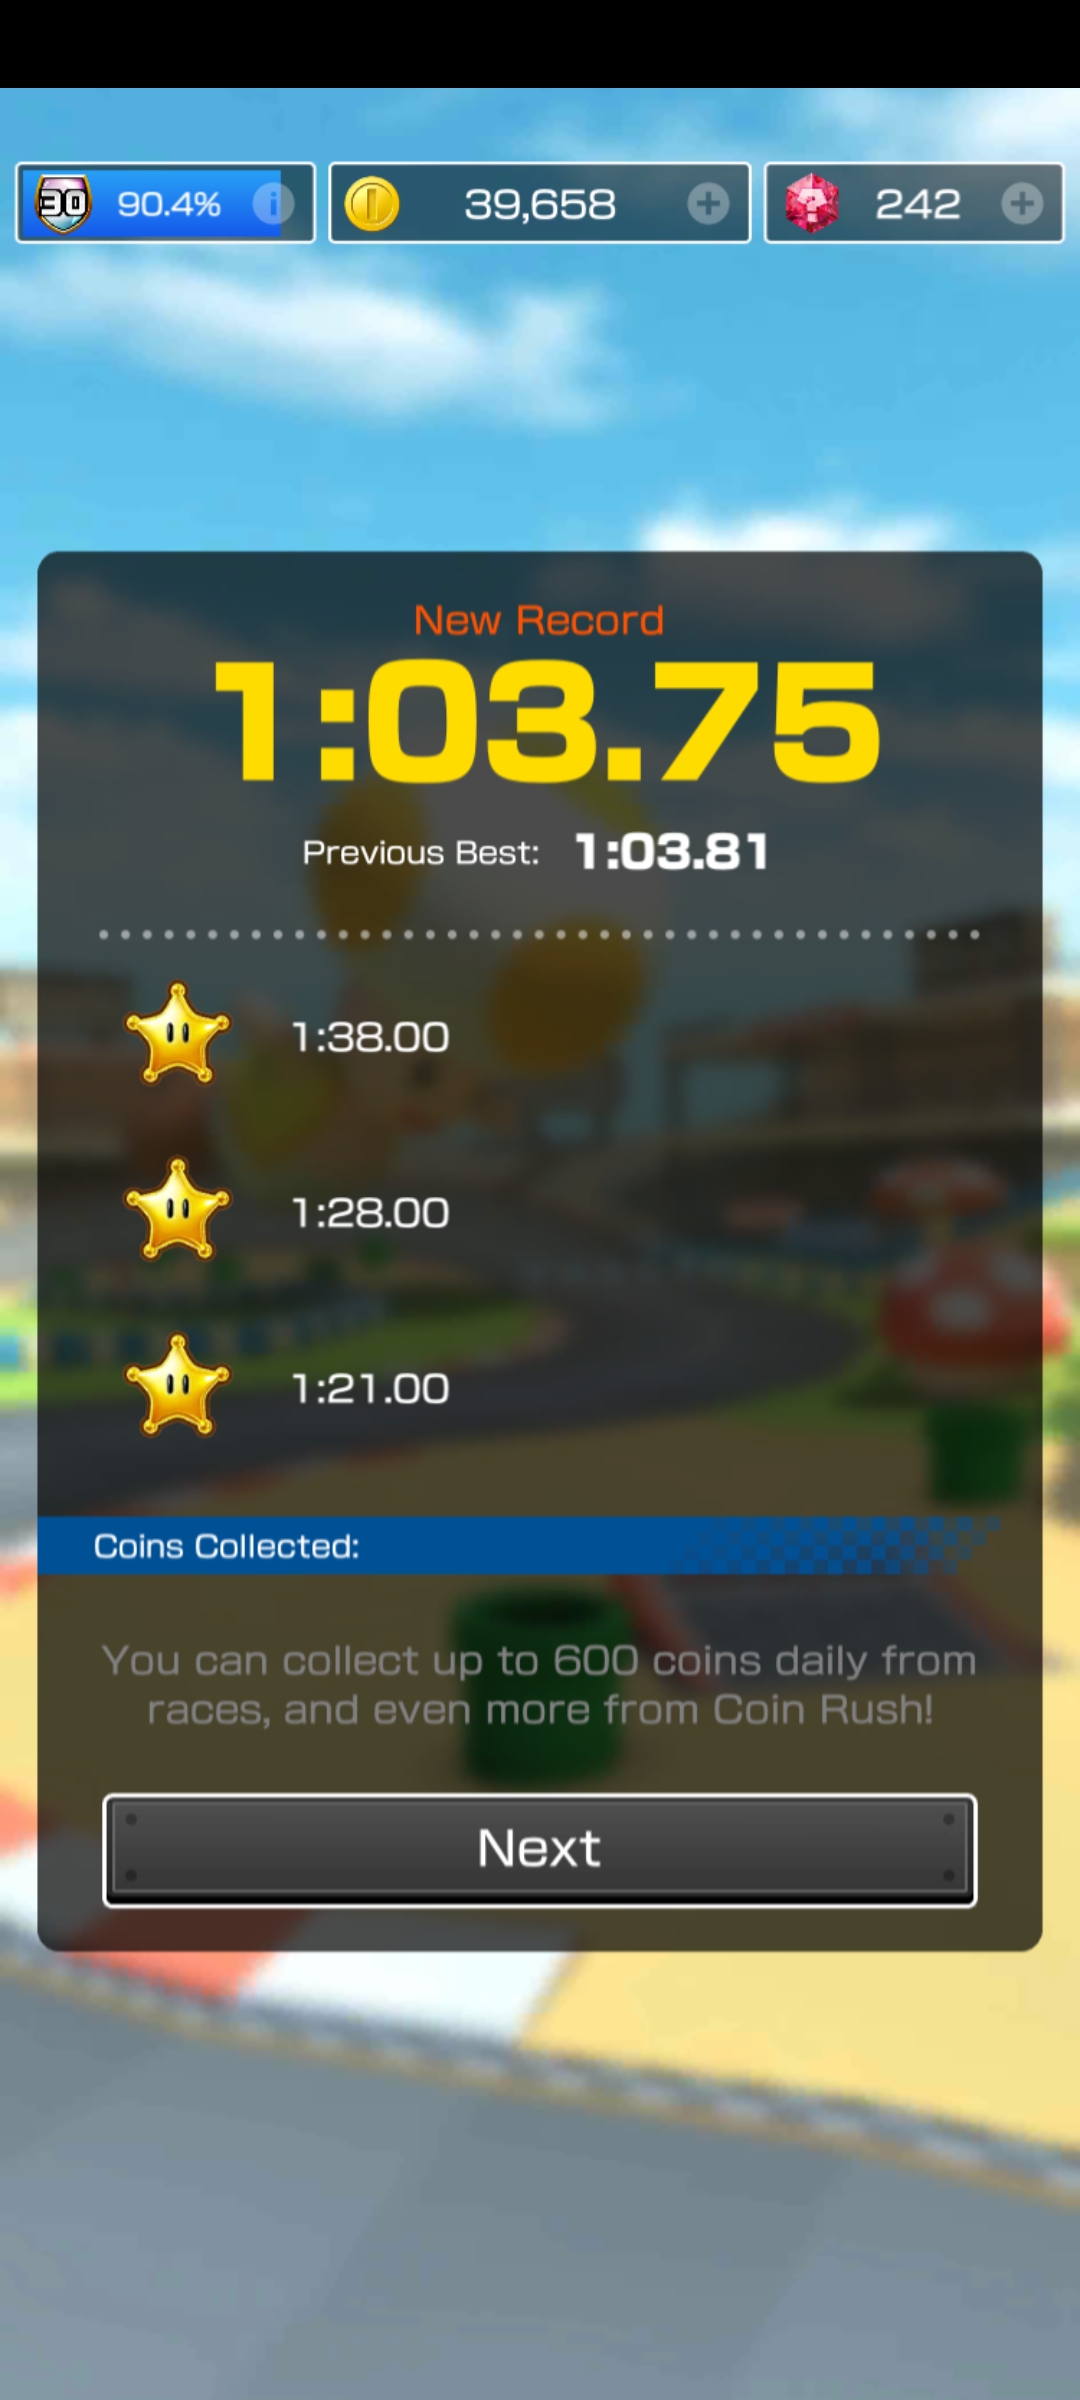 30 90.4% i 39,658 + 242 +
New Record
1:03.75
Previous Best: 1:03.81
1:38.00
1:28.00
1:21.00
Coins Collected:
You can collect up to 600 coins daily from
races, and even more from Coin Rush!
Next